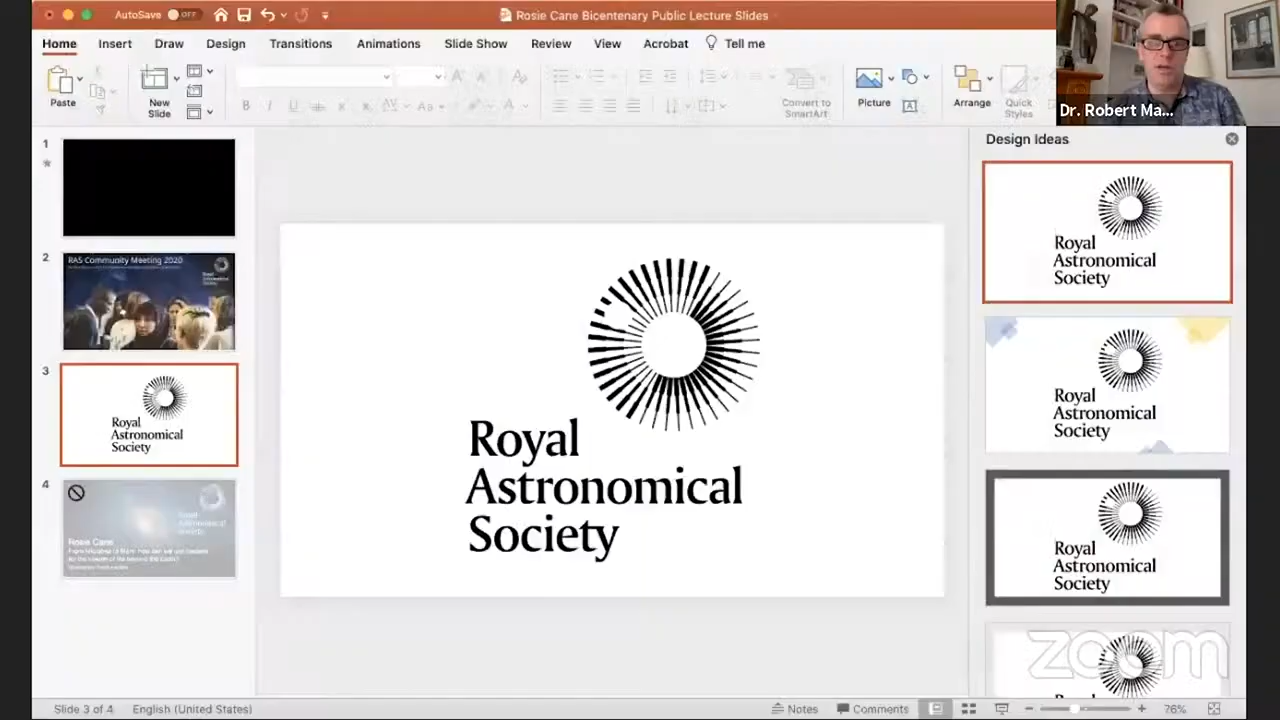 AutoSave OFF
Rosie Cane Bicentenary Public Lecture Slides
Home Insert Draw Design Transitions Animations Slide Show Review View Acrobat Tell me
Paste
New
Slide
B I U
Convert to
SmartArt
Picture
Arrange
Quick
Styles
Dr. Robert Ma...
1
2
RAS Community Meeting 2020
3
Royal
Astronomical
Society
4
Royal
Astronomical
Society
Rosie Cane
Royal
Astronomical
Society
Design Ideas
Royal
Astronomical
Society
Royal
Astronomical
Society
Royal
Astronomical
Society
zoom
Slide 3 of 4 English (United States)
Notes Comments 76%